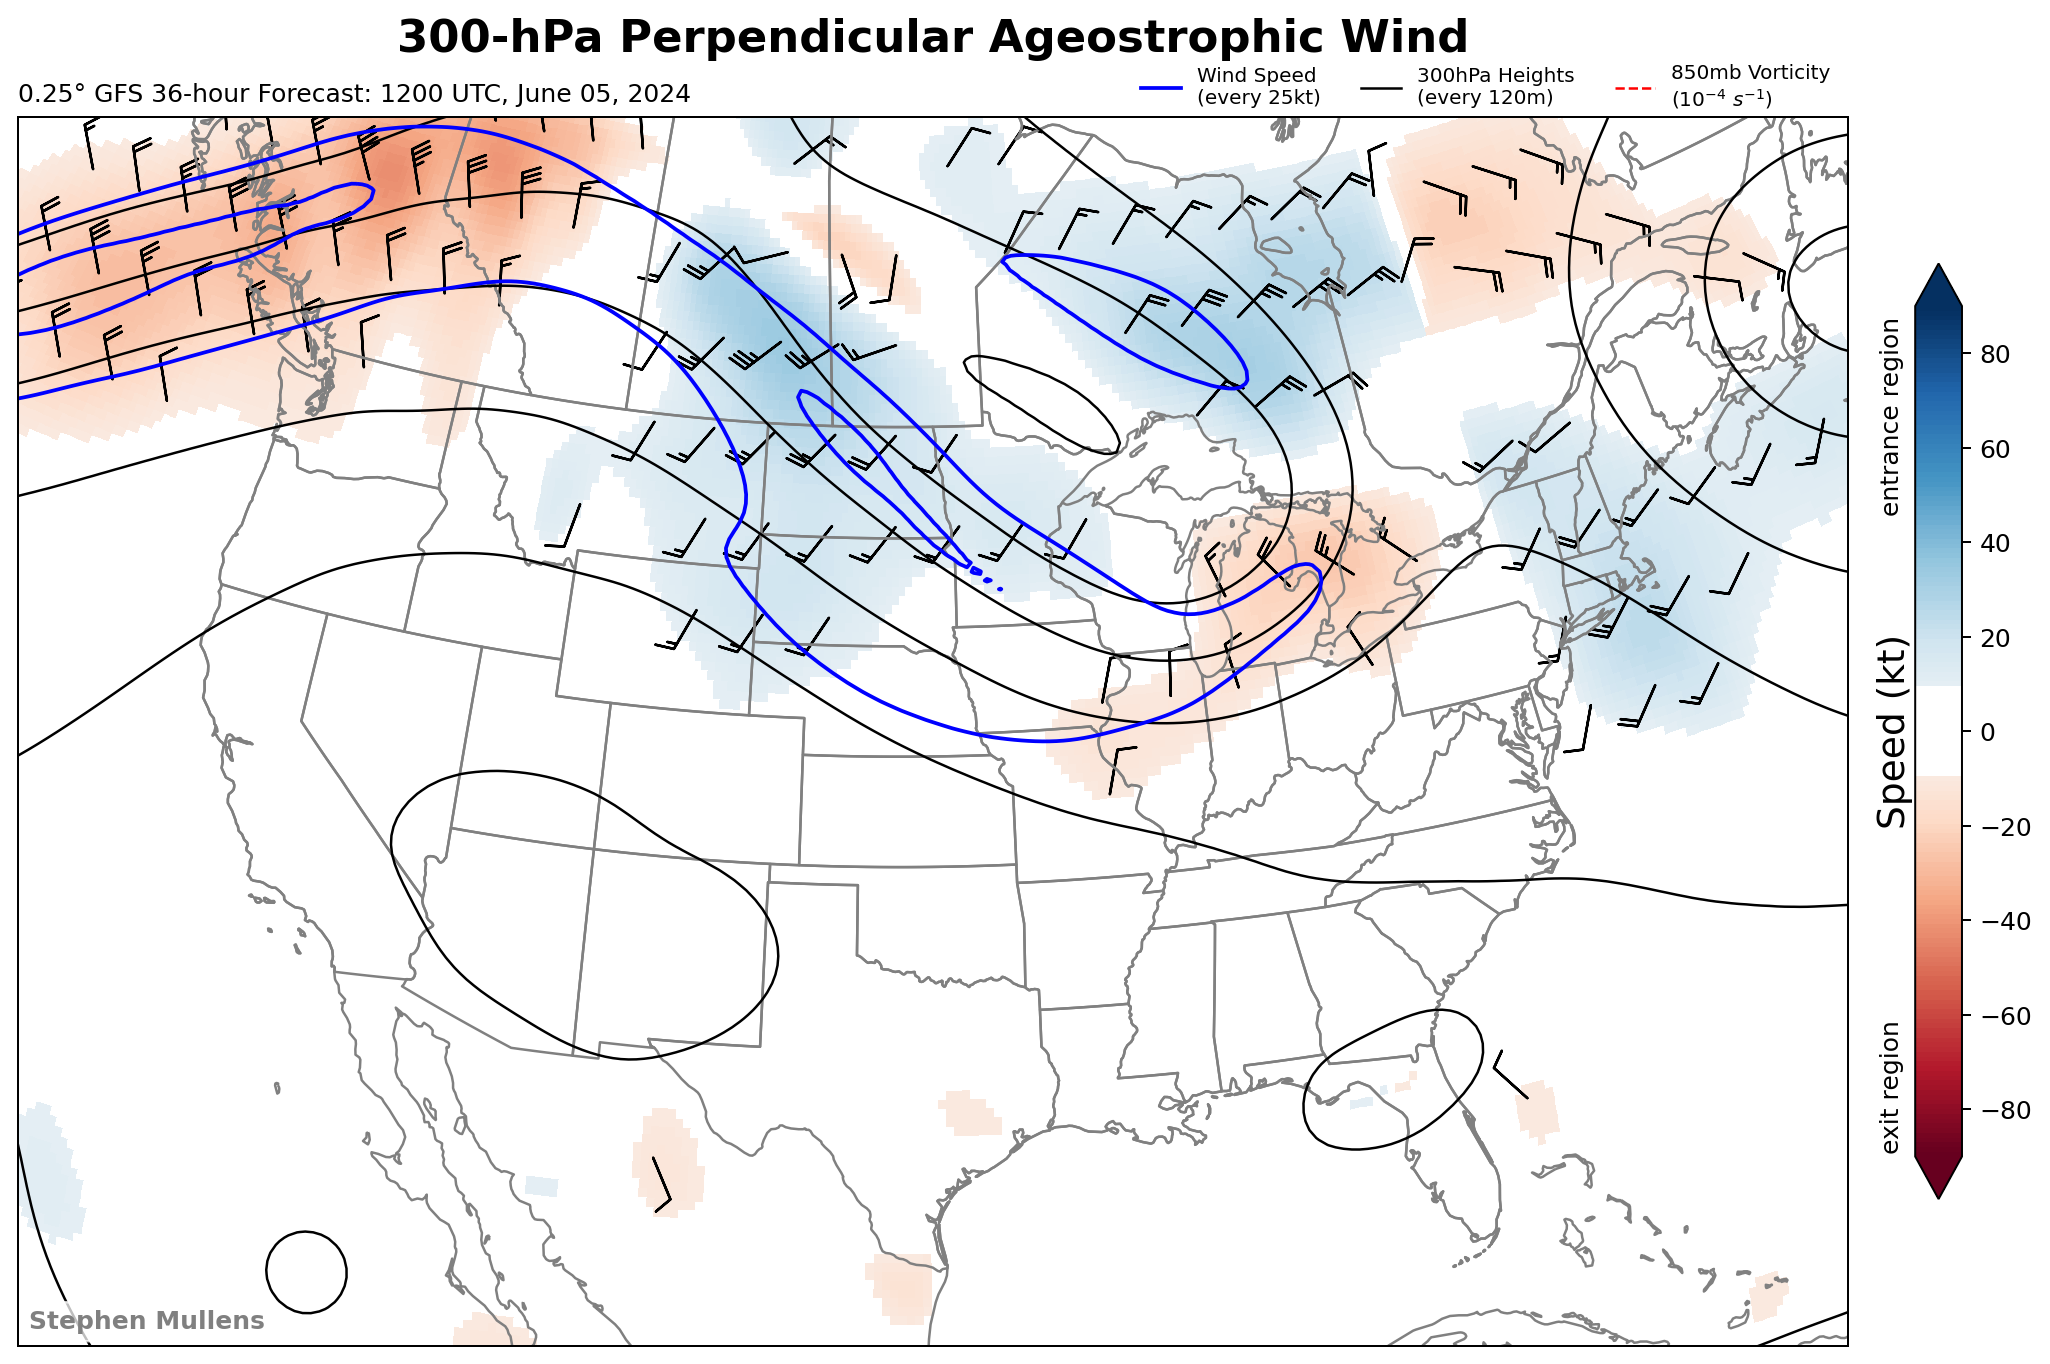 300-hPa Perpendicular Ageostrophic Wind
0.25° GFS 36-hour Forecast: 1200 UTC, June 05, 2024
Wind Speed
(every 25kt)
300hPa Heights
(every 120m)
850mb Vorticity
(10⁻⁴ s⁻¹)
entrance region
Speed (kt)
exit region
80
60
40
20
0
−20
−40
−60
−80
Stephen Mullens